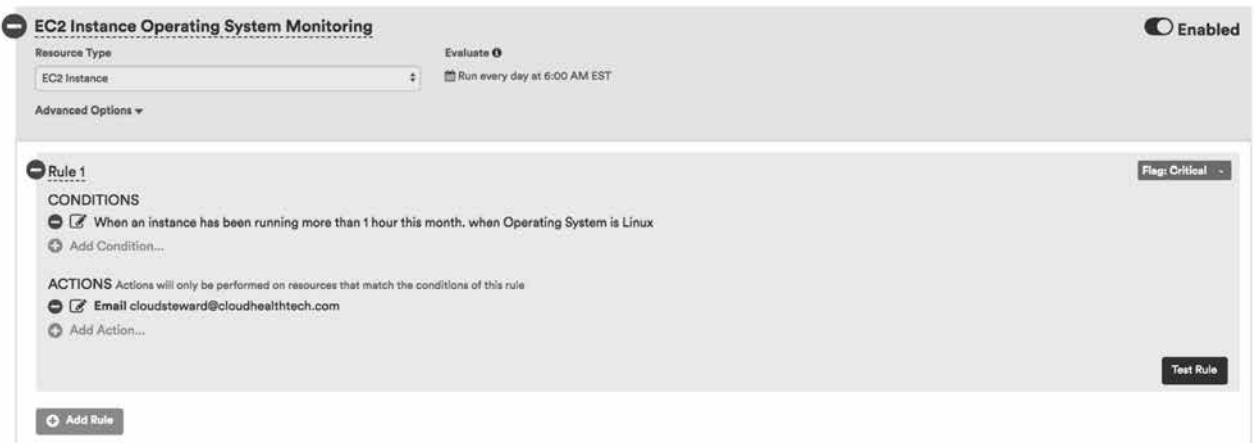 EC2 Instance Operating System Monitoring
Enabled
Resource Type
Evaluate
EC2 Instance
Run every day at 6:00 AM EST
Advanced Options
Rule 1
Flag: Critical
CONDITIONS
When an instance has been running more than 1 hour this month. when Operating System is Linux
Add Condition...
ACTIONS Actions will only be performed on resources that match the conditions of this rule
Email cloudsteward@cloudhealthtech.com
Add Action...
Test Rule
Add Rule